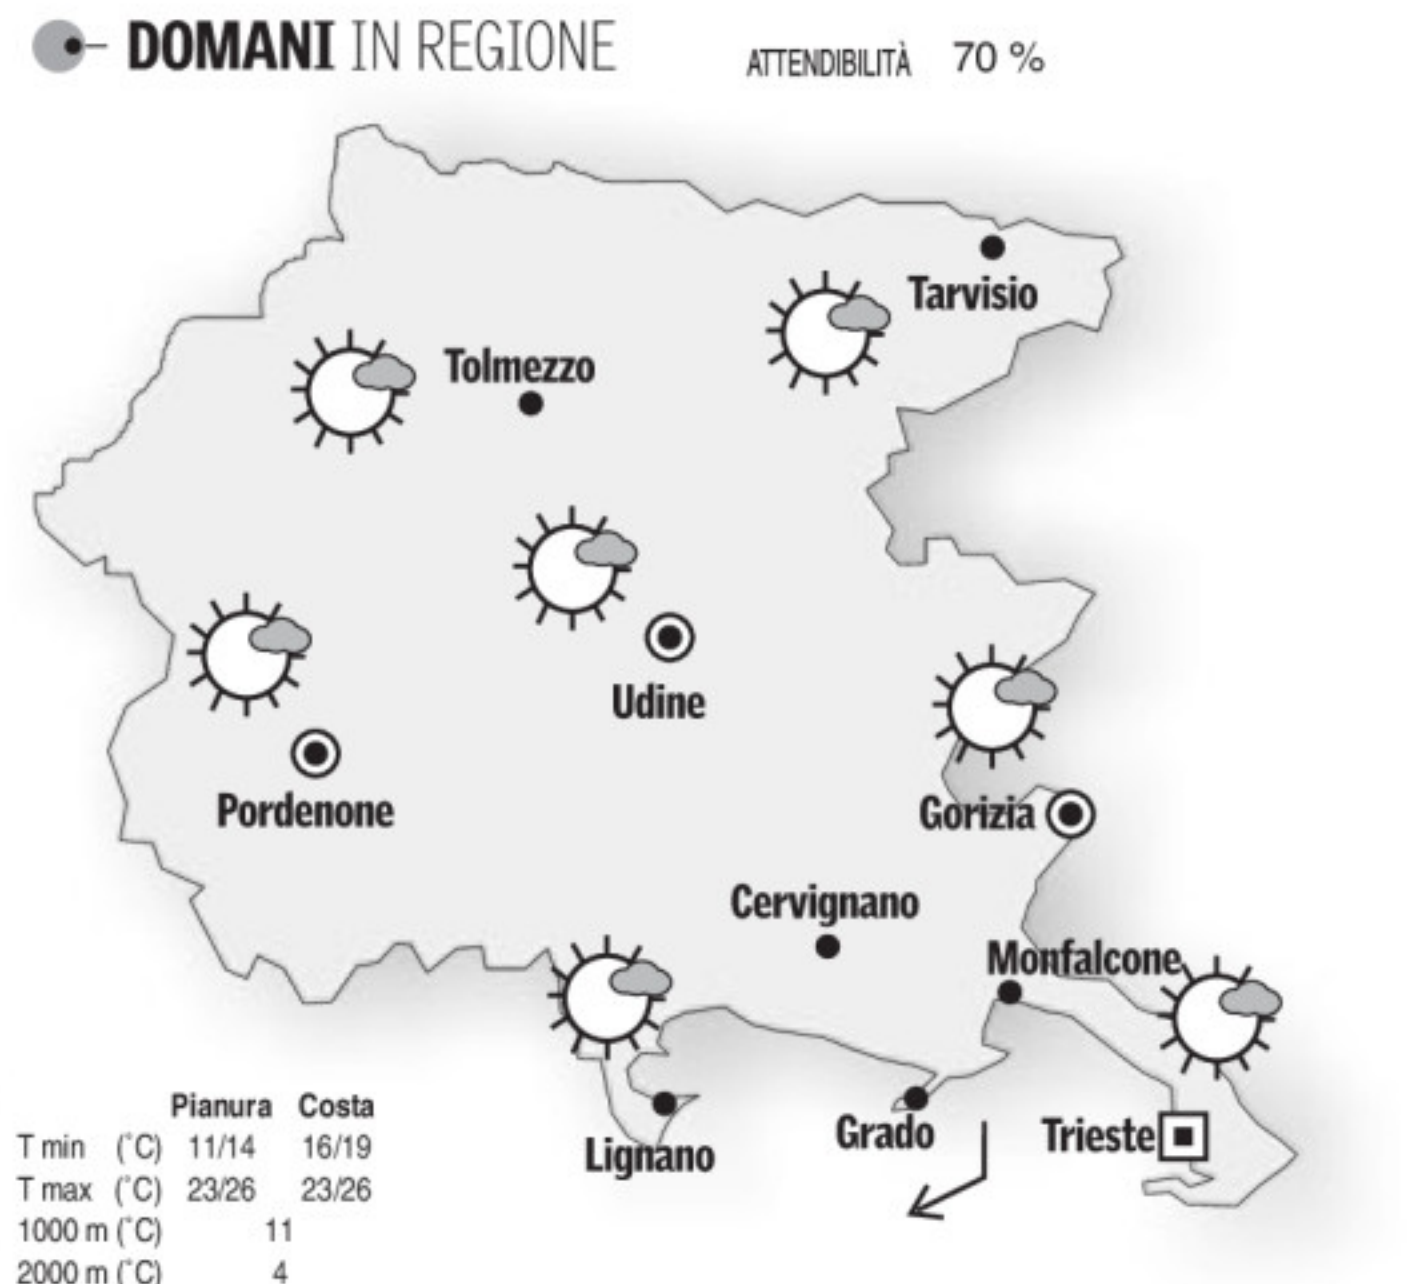 DOMANI IN REGIONE
ATTENDIBILITÀ 70 %
Tarvisio
Tolmezzo
Udine
Pordenone
Gorizia
Cervignano
Monfalcone
Grado
Trieste
Lignano
Pianura Costa
T min (°C) 11/14 16/19
T max (°C) 23/26 23/26
1000 m (°C) 11
2000 m (°C) 4